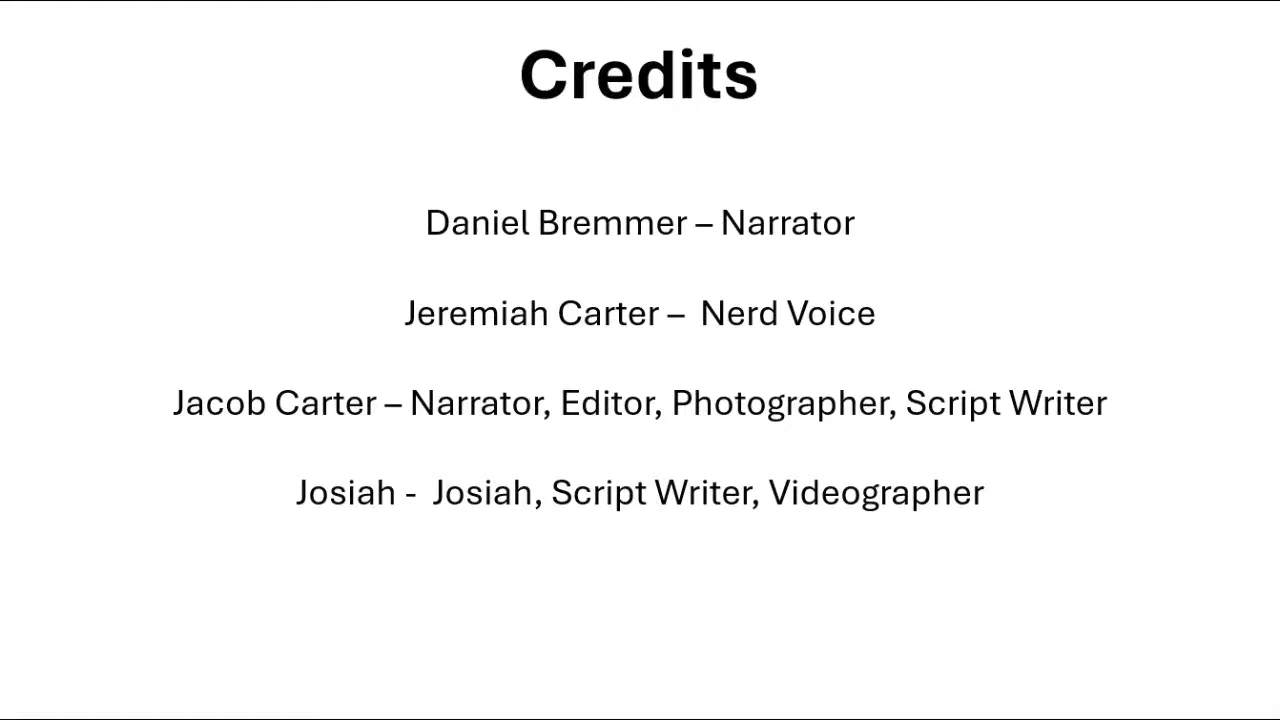 Credits
Daniel Bremmer – Narrator
Jeremiah Carter –  Nerd Voice
Jacob Carter – Narrator, Editor, Photographer, Script Writer
Josiah -  Josiah, Script Writer, Videographer